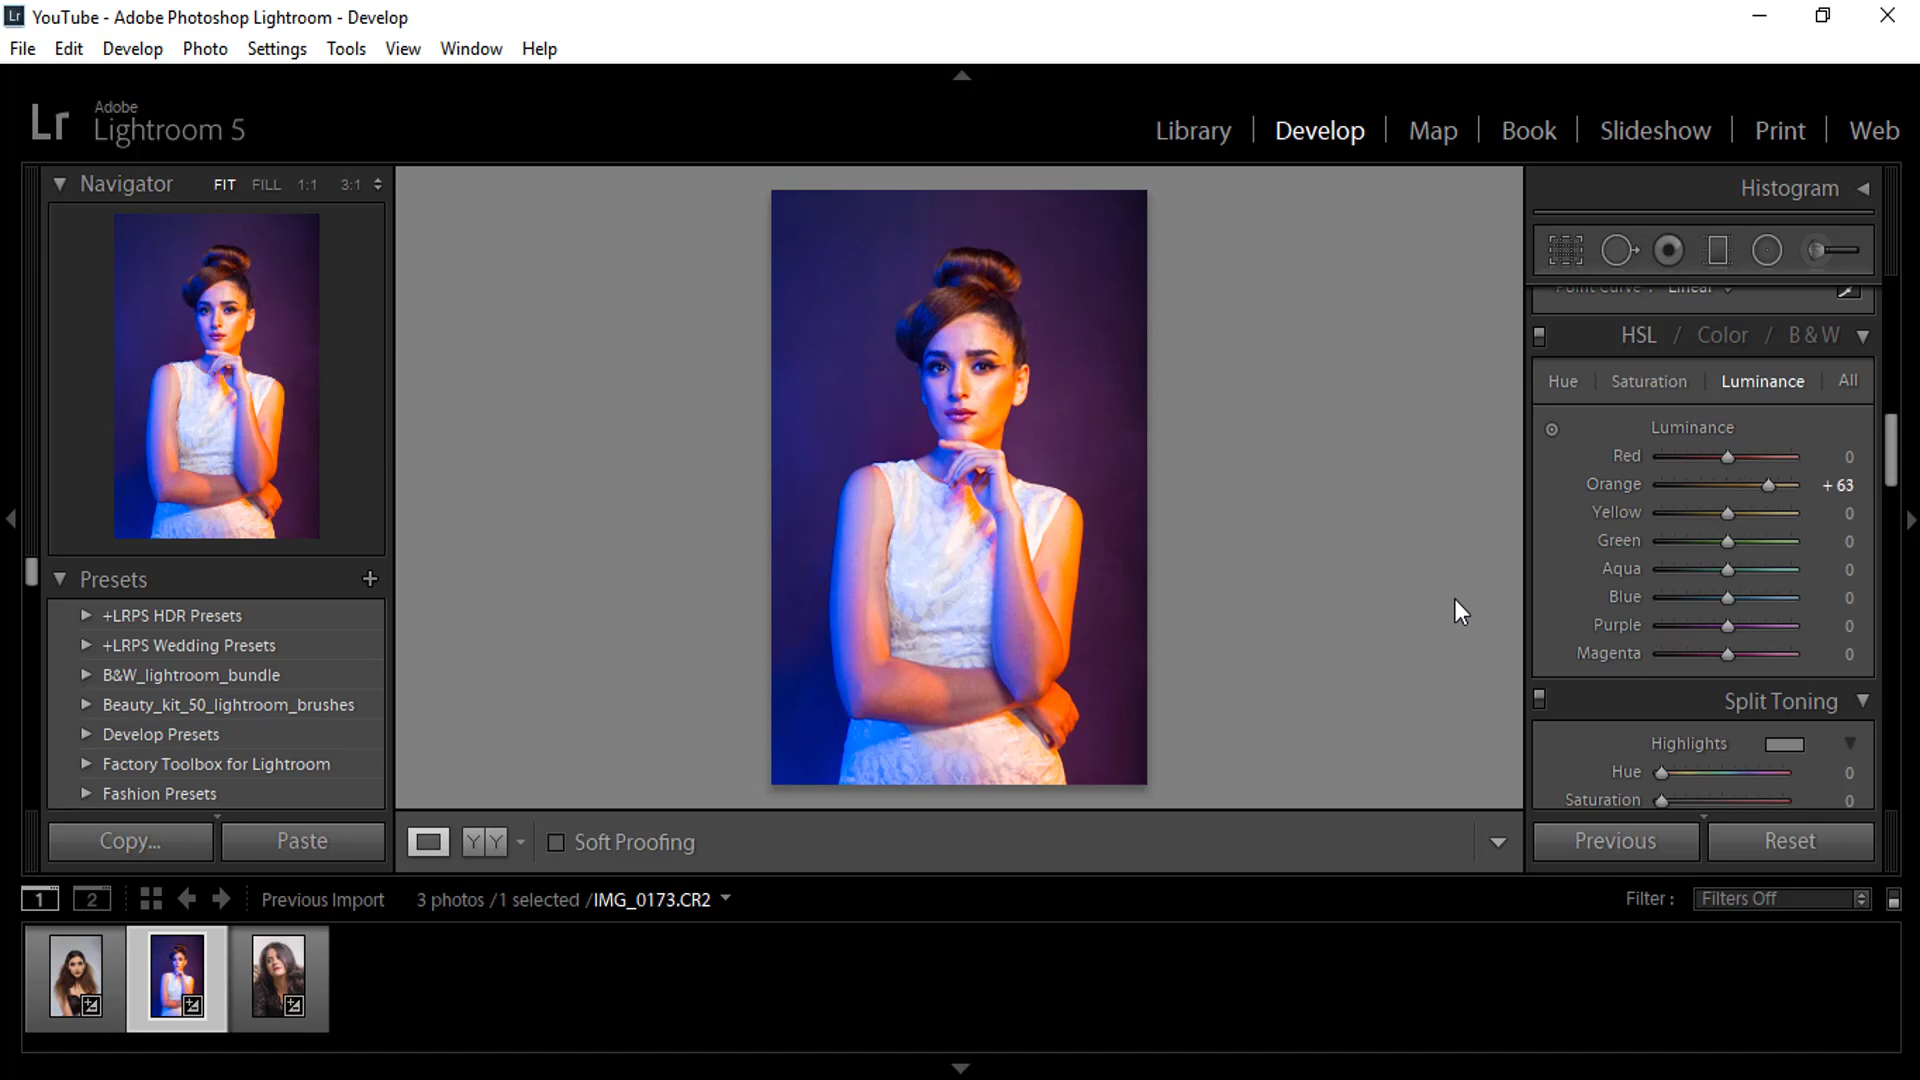 Lr YouTube - Adobe Photoshop Lightroom - Develop
File Edit Develop Photo Settings Tools View Window Help
Lr Adobe
Lightroom 5
Library Develop Map Book Slideshow Print Web
Navigator FIT FILL 1:1 3:1
Histogram
Point Curve : Linear
HSL / Color / B & W
Hue Saturation Luminance All
Luminance
Red 0
Orange + 63
Yellow 0
Green 0
Aqua 0
Blue 0
Purple 0
Magenta 0
Presets +
+LRPS HDR Presets
+LRPS Wedding Presets
B&W_lightroom_bundle
Beauty_kit_50_lightroom_brushes
Develop Presets
Factory Toolbox for Lightroom
Fashion Presets
Split Toning
Highlights
Hue 0
Saturation 0
Copy... Paste
Y Y Soft Proofing
Previous Reset
1 2 Previous Import 3 photos /1 selected /IMG_0173.CR2
Filter : Filters Off